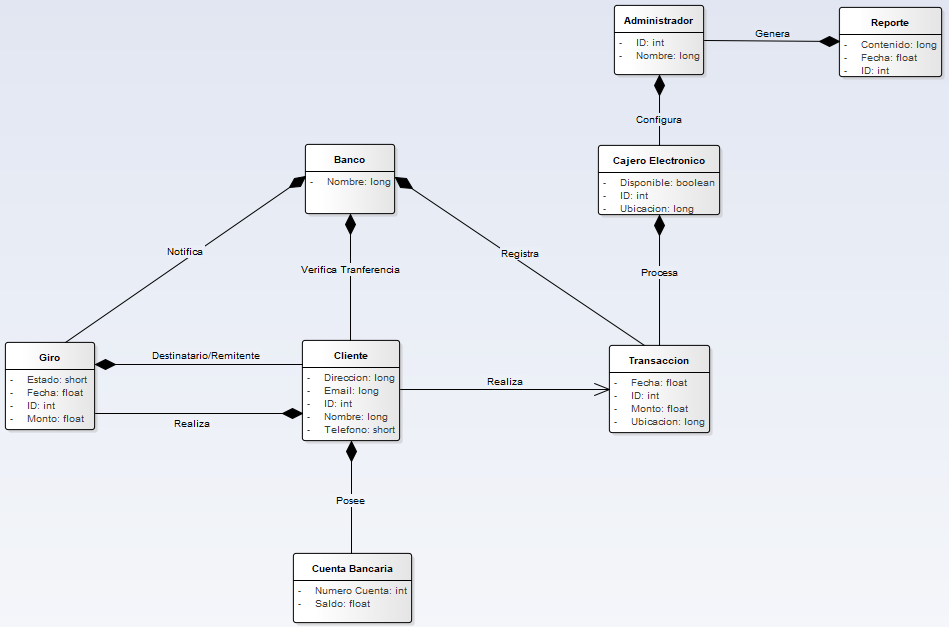 Administrador
- ID: int
- Nombre: long
Genera
Reporte
- Contenido: long
- Fecha: float
- ID: int
Configura
Banco
- Nombre: long
Cajero Electronico
- Disponible: boolean
- ID: int
- Ubicacion: long
Notifica
Verifica Tranferencia
Registra
Procesa
Giro
- Estado: short
- Fecha: float
- ID: int
- Monto: float
Destinatario/Remitente
Realiza
Cliente
- Direccion: long
- Email: long
- ID: int
- Nombre: long
- Telefono: short
Realiza
Transaccion
- Fecha: float
- ID: int
- Monto: float
- Ubicacion: long
Posee
Cuenta Bancaria
- Numero Cuenta: int
- Saldo: float